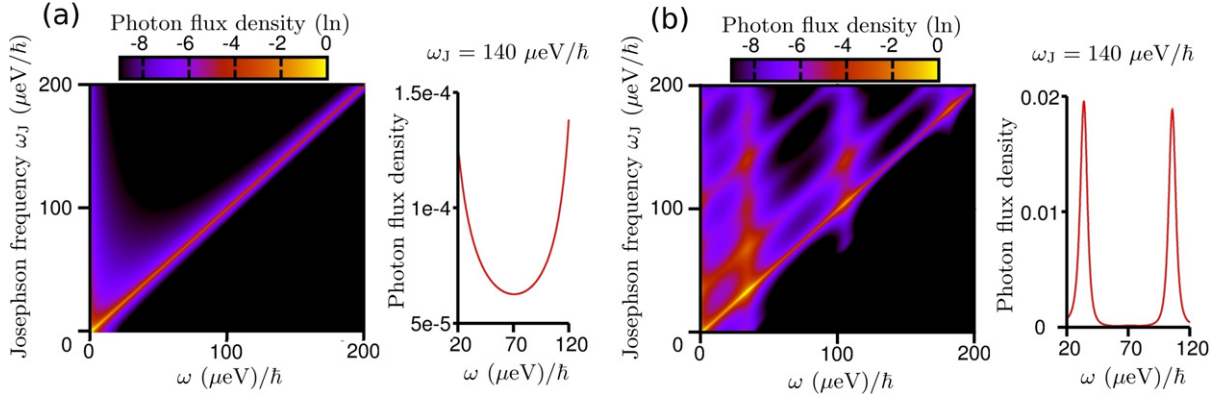 (a)
Photon flux density (ln)
-8 -6 -4 -2 0
Josephson frequency ωJ (μeV/ħ)
200
100
0
0 100 200
ω (μeV)/ħ
ωJ = 140 μeV/ħ
Photon flux density
1.5e-4
1e-4
5e-5
20 70 120
ω (μeV)/ħ
(b)
Photon flux density (ln)
-8 -6 -4 -2 0
Josephson frequency ωJ (μeV/ħ)
200
100
0
0 100 200
ω (μeV)/ħ
ωJ = 140 μeV/ħ
Photon flux density
0.02
0.01
0
20 70 120
ω (μeV)/ħ